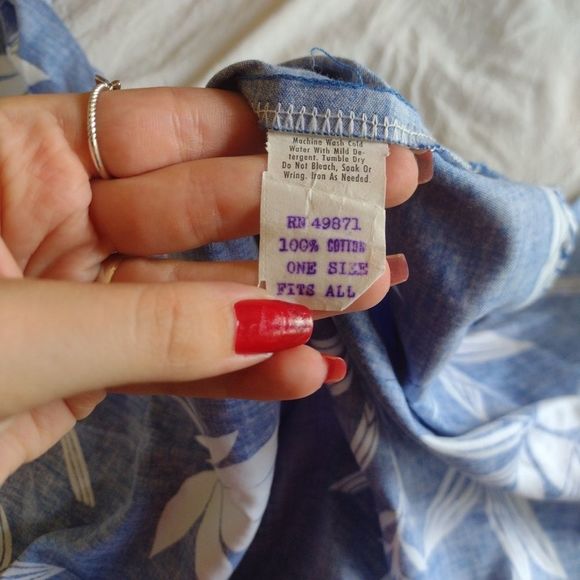 Machine Wash Cold
Water With Mild De-
tergent. Tumble Dry
Do Not Bleach, Soak Or
Wring. Iron As Needed.
RN 49871
100% COTTON
ONE SIZE
FITS ALL